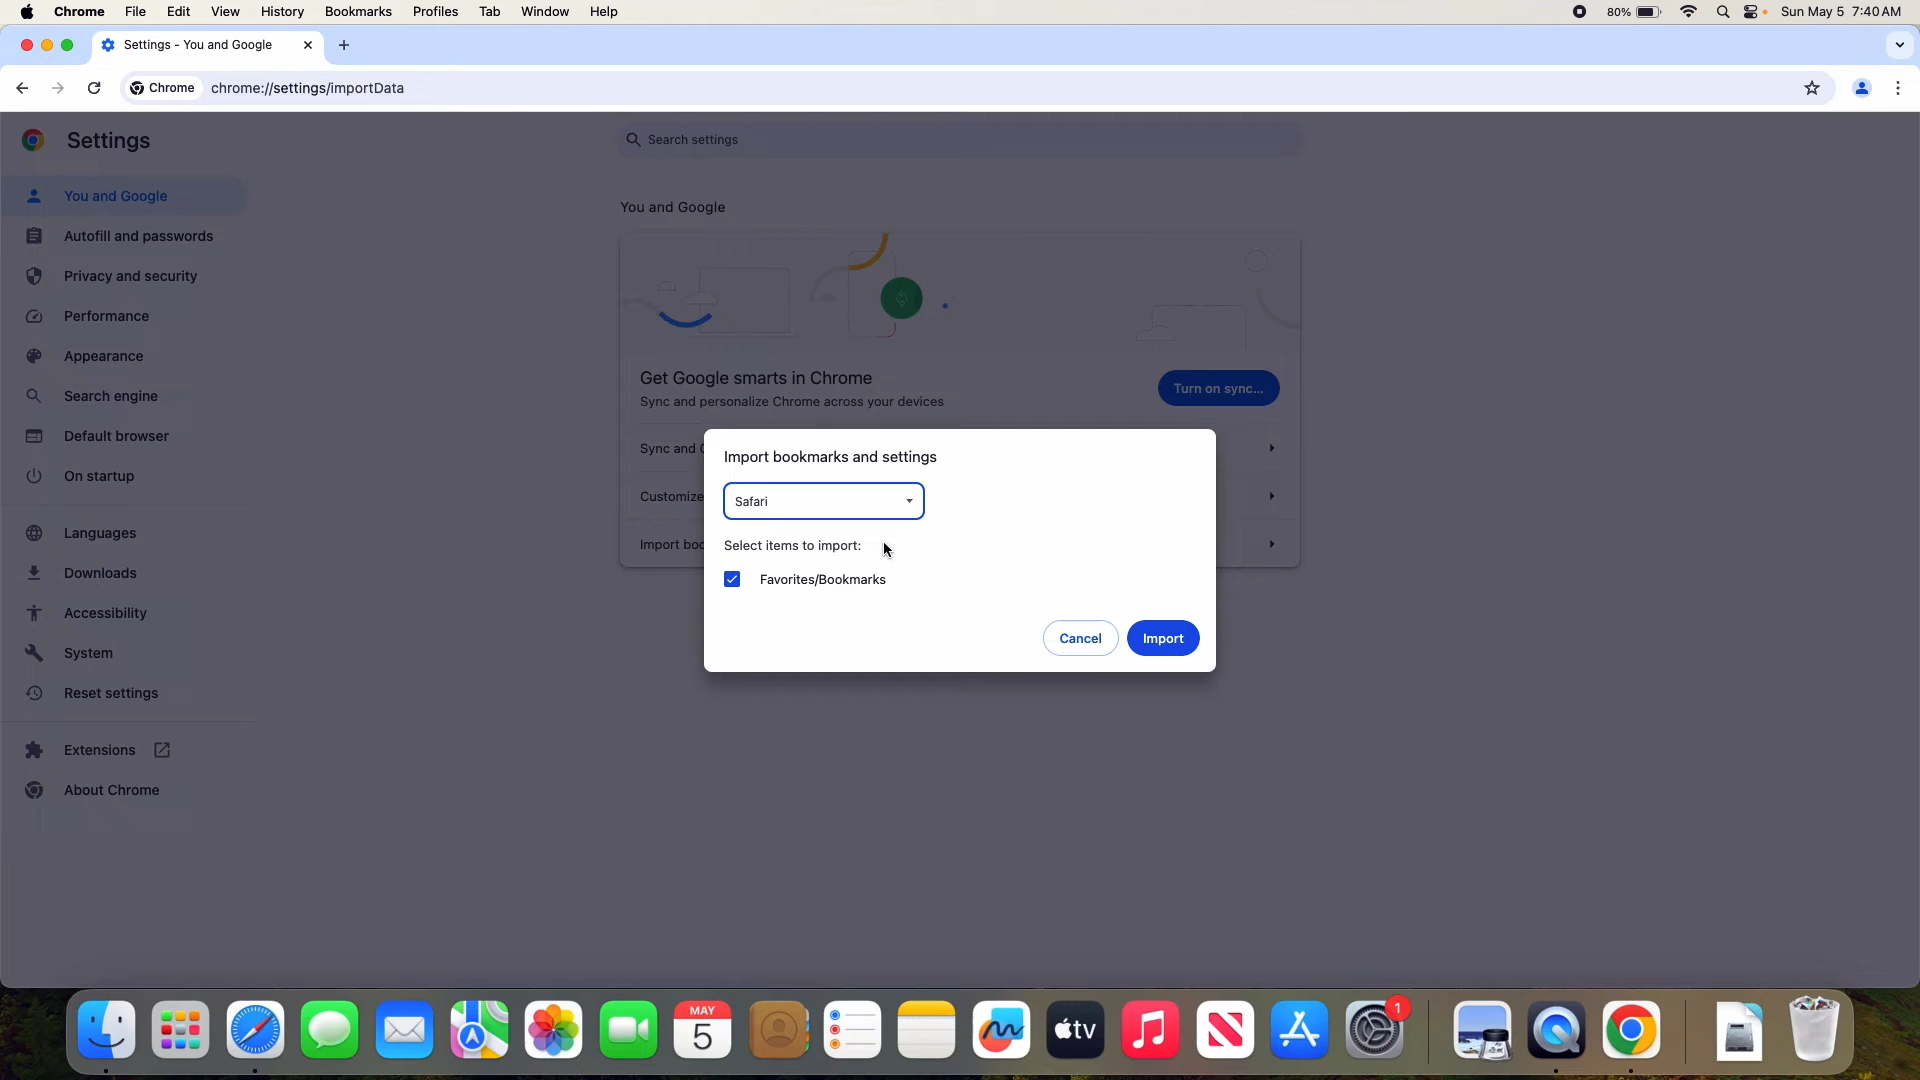 Chrome File Edit View History Bookmarks Profiles Tab Window Help 80% Sun May 5 7:40 AM
Settings - You and Google
Chrome chrome://settings/importData
Settings
Search settings
You and Google
Autofill and passwords
Privacy and security
Performance
Appearance
Search engine
Default browser
On startup
Languages
Downloads
Accessibility
System
Reset settings
Extensions
About Chrome
You and Google
Get Google smarts in Chrome
Sync and personalize Chrome across your devices
Turn on sync...
Sync and
Customize
Import
Import bookmarks and settings
Safari
Select items to import:
Favorites/Bookmarks
Cancel Import
MAY
5
tv
1